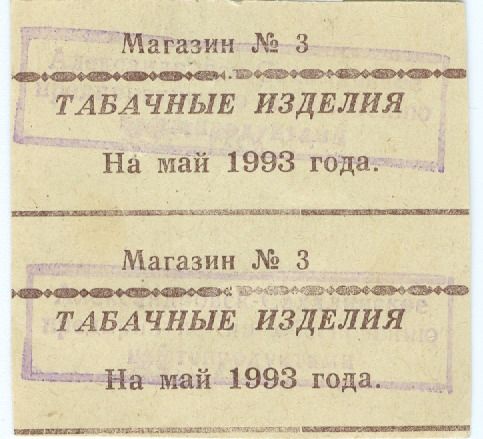 Магазин № 3
ТАБАЧНЫЕ ИЗДЕЛИЯ
На май 1993 года.
Магазин № 3
ТАБАЧНЫЕ ИЗДЕЛИЯ
На май 1993 года.